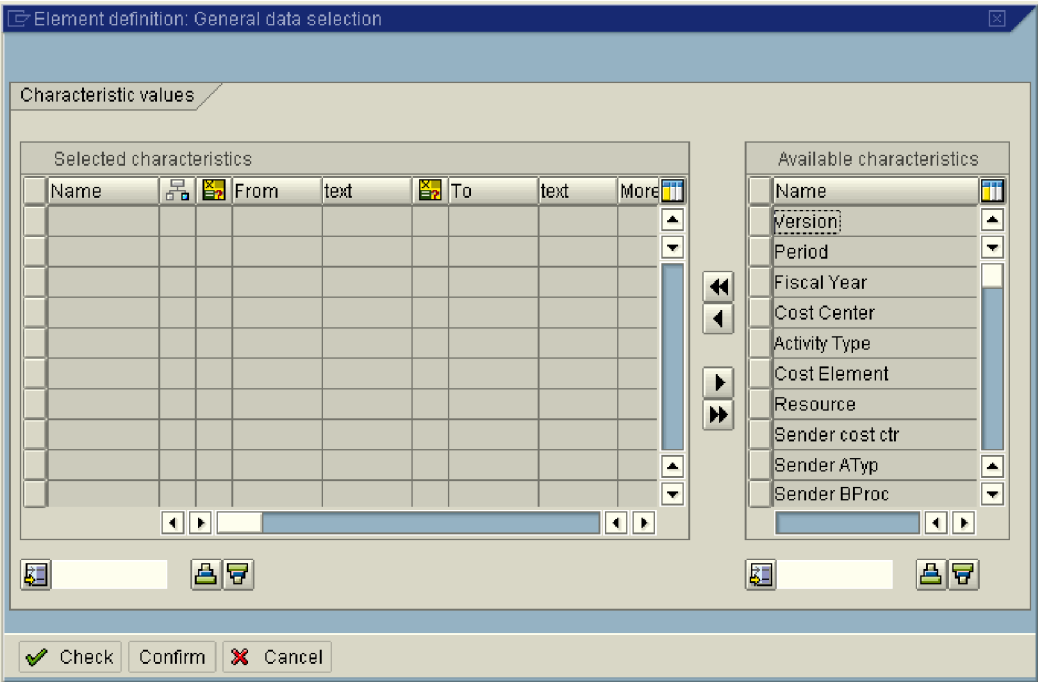 Element definition: General data selection
Characteristic values
Selected characteristics
Name From text To text More
Available characteristics
Name
Version
Period
Fiscal Year
Cost Center
Activity Type
Cost Element
Resource
Sender cost ctr
Sender ATyp
Sender BProc
Check Confirm Cancel